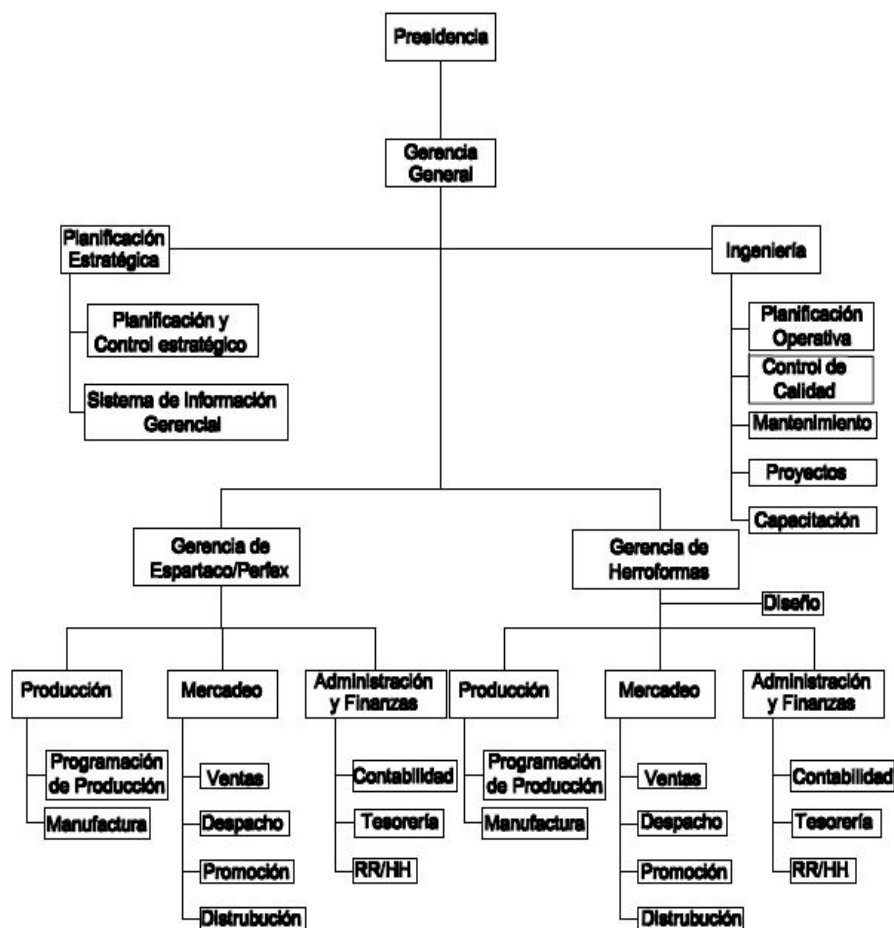 Presidencia
Gerencia
General
Planificación
Estratégica
Ingeniería
Planificación y
Control estratégico
Sistema de Información
Gerencial
Planificación
Operativa
Control de
Calidad
Mantenimiento
Proyectos
Capacitación
Gerencia de
Espartaco/Perfex
Gerencia de
Herroformas
Diseño
Producción
Mercadeo
Administración
y Finanzas
Producción
Mercadeo
Administración
y Finanzas
Programación
de Producción
Manufactura
Ventas
Despacho
Promoción
Distrubución
Contabilidad
Tesorería
RR/HH
Programación
de Producción
Manufactura
Ventas
Despacho
Promoción
Distrubución
Contabilidad
Tesorería
RR/HH